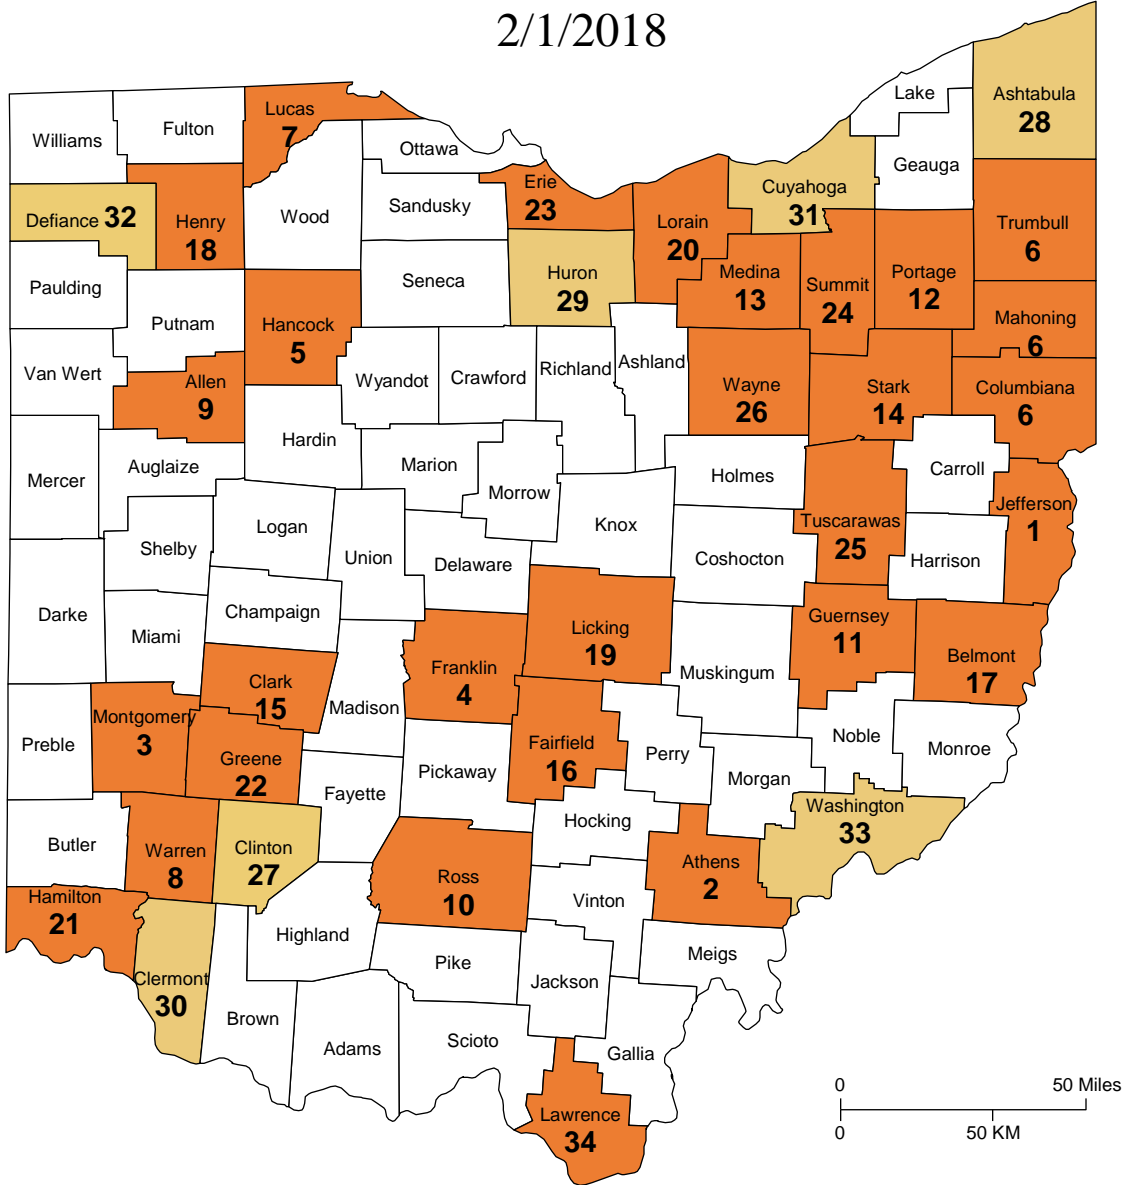 2/1/2018
Lake
Ashtabula
28
Lucas
7
Williams
Fulton
Ottawa
Geauga
Erie
23
Cuyahoga
31
Defiance 32
Henry
18
Wood
Sandusky
Lorain
20
Trumbull
6
Paulding
Seneca
Huron
29
Medina
13
Summit
24
Portage
12
Putnam
Hancock
5
Mahoning
6
Van Wert
Allen
9
Wyandot
Crawford
Richland
Ashland
Wayne
26
Stark
14
Columbiana
6
Hardin
Mercer
Auglaize
Marion
Morrow
Holmes
Carroll
Jefferson
1
Logan
Knox
Tuscarawas
25
Shelby
Union
Delaware
Coshocton
Harrison
Darke
Miami
Champaign
Licking
19
Guernsey
11
Franklin
4
Muskingum
Belmont
17
Clark
15
Madison
Montgomery
3
Preble
Greene
22
Pickaway
Fairfield
16
Perry
Noble
Monroe
Morgan
Fayette
Washington
33
Hocking
Butler
Warren
8
Clinton
27
Athens
2
Ross
10
Vinton
Hamilton
21
Highland
Pike
Meigs
Jackson
Clermont
30
Brown
Adams
Scioto
Gallia
Lawrence
34
0 50 Miles
0 50 KM